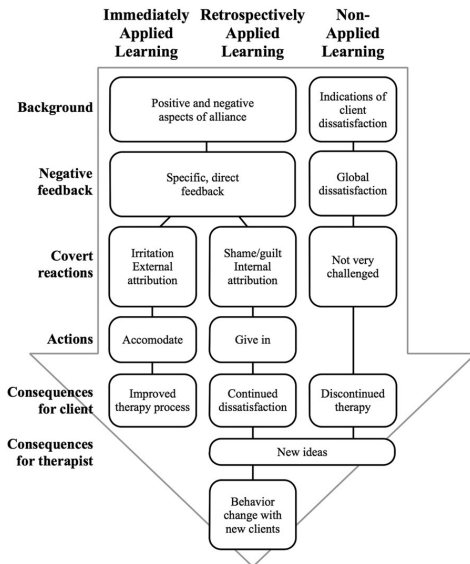 Immediately
Applied
Learning
Retrospectively
Applied
Learning
Non-
Applied
Learning
Background
Positive and negative
aspects of alliance
Indications of
client
dissatisfaction
Negative
feedback
Specific, direct
feedback
Global
dissatisfaction
Covert
reactions
Irritation
External
attribution
Shame/guilt
Internal
attribution
Not very
challenged
Actions
Accomodate
Give in
Consequences
for client
Improved
therapy process
Continued
dissatisfaction
Discontinued
therapy
Consequences
for therapist
New ideas
Behavior
change with
new clients